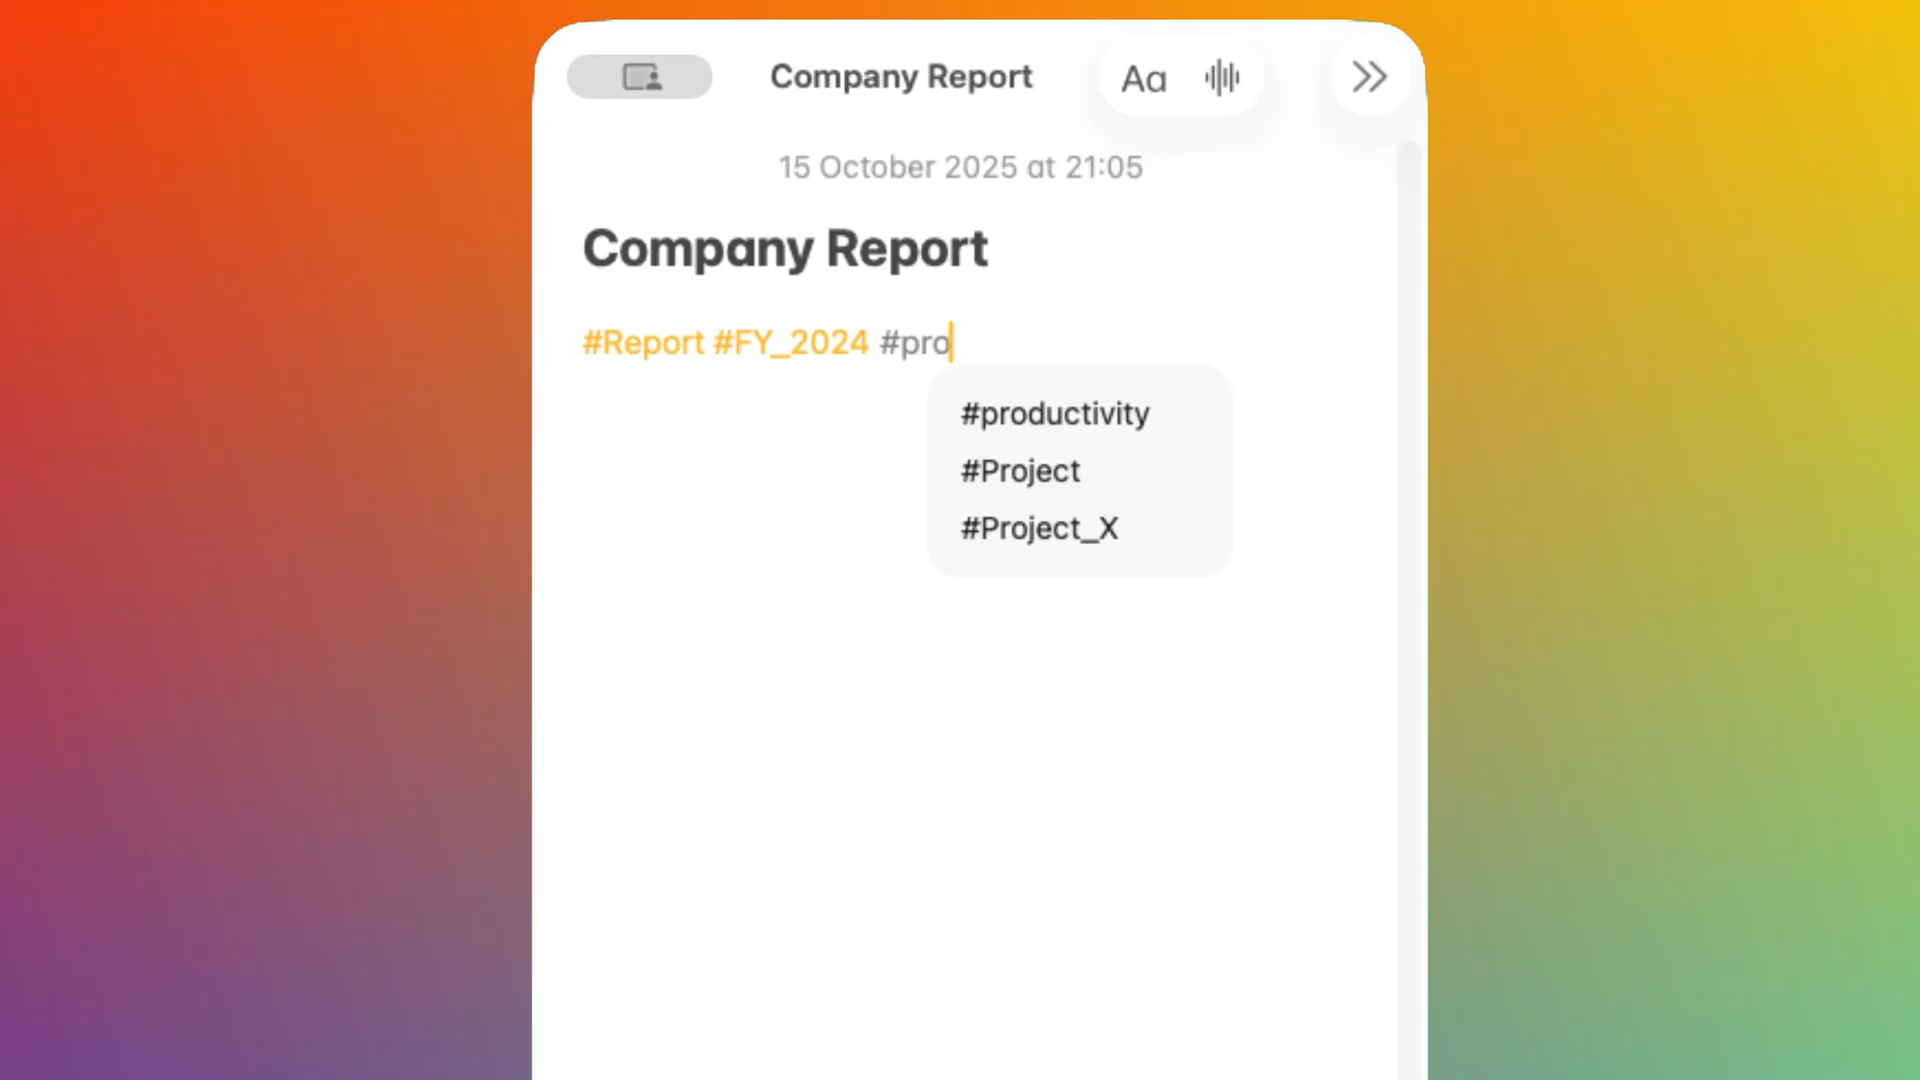 Company Report
Aa
15 October 2025 at 21:05
Company Report
#Report #FY_2024 #pro
#productivity
#Project
#Project_X